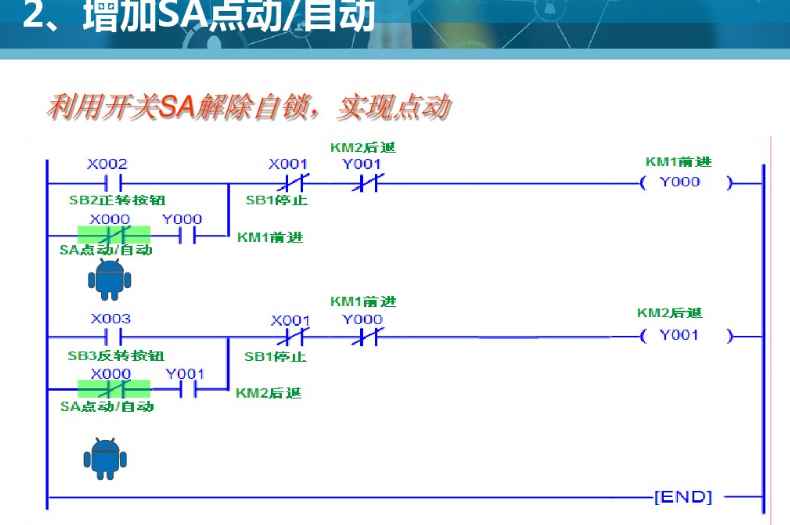 2、增加SA点动/自动
利用开关SA解除自锁，实现点动
KM2后退
X002 X001 Y001 KM1前进
( Y000 )
SB2正转按钮 SB1停止
X000 Y000
KM1前进
SA点动/自动
KM1前进
X003 X001 Y000 KM2后退
( Y001 )
SB3反转按钮 SB1停止
X000 Y001
KM2后退
SA点动/自动
[END]